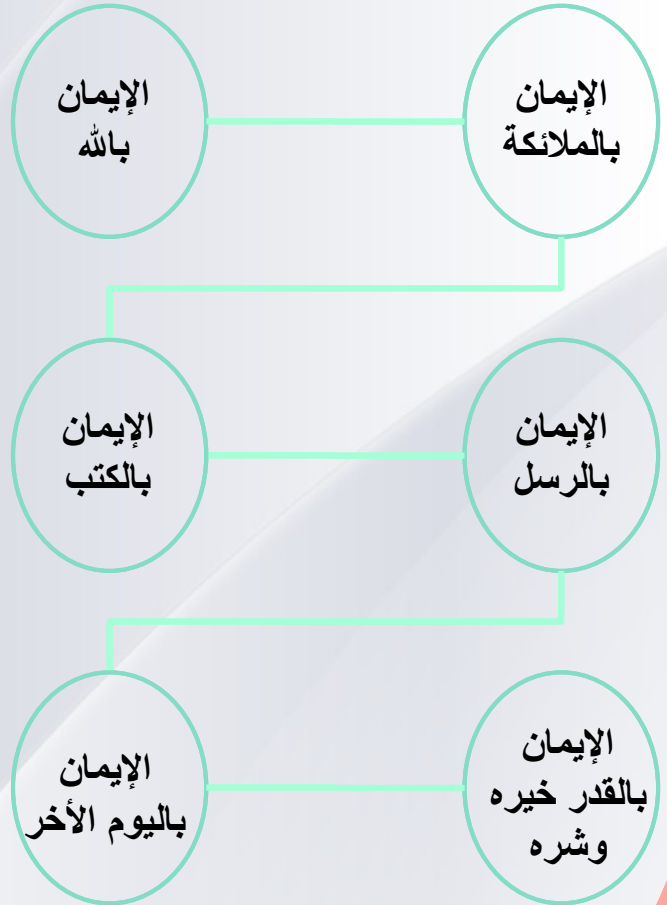 الإيمان
بالله
الإيمان
بالملائكة
الإيمان
بالكتب
الإيمان
بالرسل
الإيمان
باليوم الأخر
الإيمان
بالقدر خيره
وشره